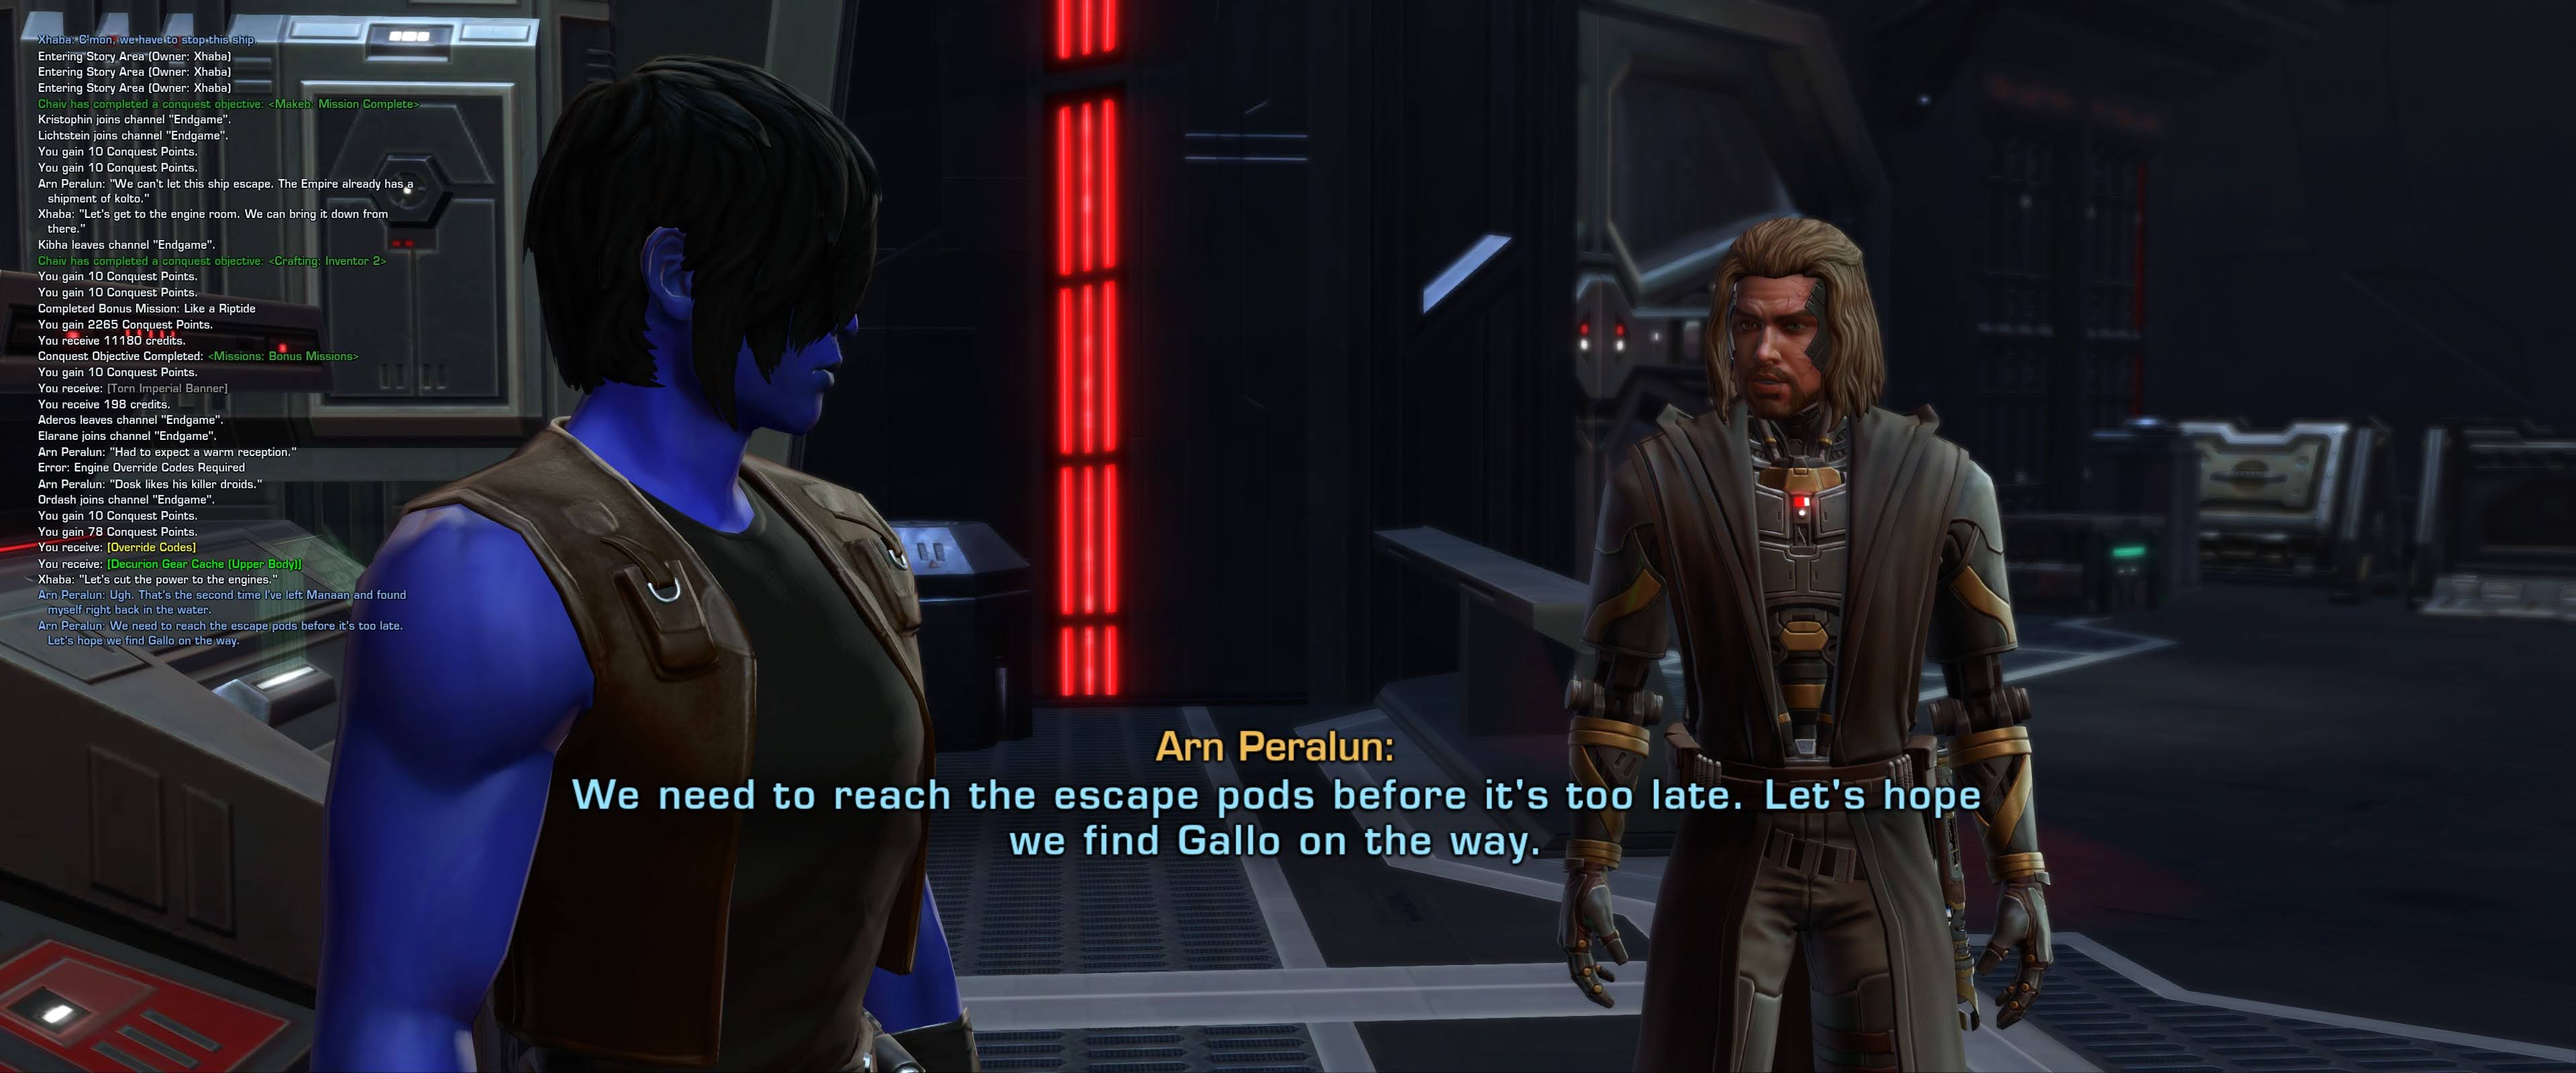 Xhaba: C'mon, we have to stop this ship.
Entering Story Area (Owner: Xhaba)
Entering Story Area (Owner: Xhaba)
Entering Story Area (Owner: Xhaba)
Chaiv has completed a conquest objective: <Makeb: Mission Complete>
Kristophin joins channel "Endgame".
Lichtstein joins channel "Endgame".
You gain 10 Conquest Points.
You gain 10 Conquest Points.
Arn Peralun: "We can't let this ship escape. The Empire already has a
shipment of kolto."
Xhaba: "Let's get to the engine room. We can bring it down from
there."
Kibha leaves channel "Endgame".
Chaiv has completed a conquest objective: <Crafting: Inventor 2>
You gain 10 Conquest Points.
You gain 10 Conquest Points.
Completed Bonus Mission: Like a Riptide
You gain 2265 Conquest Points.
You receive 11180 credits.
Conquest Objective Completed: <Missions: Bonus Missions>
You gain 10 Conquest Points.
You receive: [Torn Imperial Banner]
You receive 198 credits.
Aderos leaves channel "Endgame".
Elarane joins channel "Endgame".
Arn Peralun: "Had to expect a warm reception."
Error: Engine Override Codes Required
Arn Peralun: "Dosk likes his killer droids."
Ordash joins channel "Endgame".
You gain 10 Conquest Points.
You gain 78 Conquest Points.
You receive: [Override Codes]
You receive: [Decurion Gear Cache (Upper Body)]
Xhaba: "Let's cut the power to the engines."
Arn Peralun: Ugh. That's the second time I've left Manaan and found
myself right back in the water.
Arn Peralun: We need to reach the escape pods before it's too late.
Let's hope we find Gallo on the way.
Arn Peralun:
We need to reach the escape pods before it's too late. Let's hope
we find Gallo on the way.